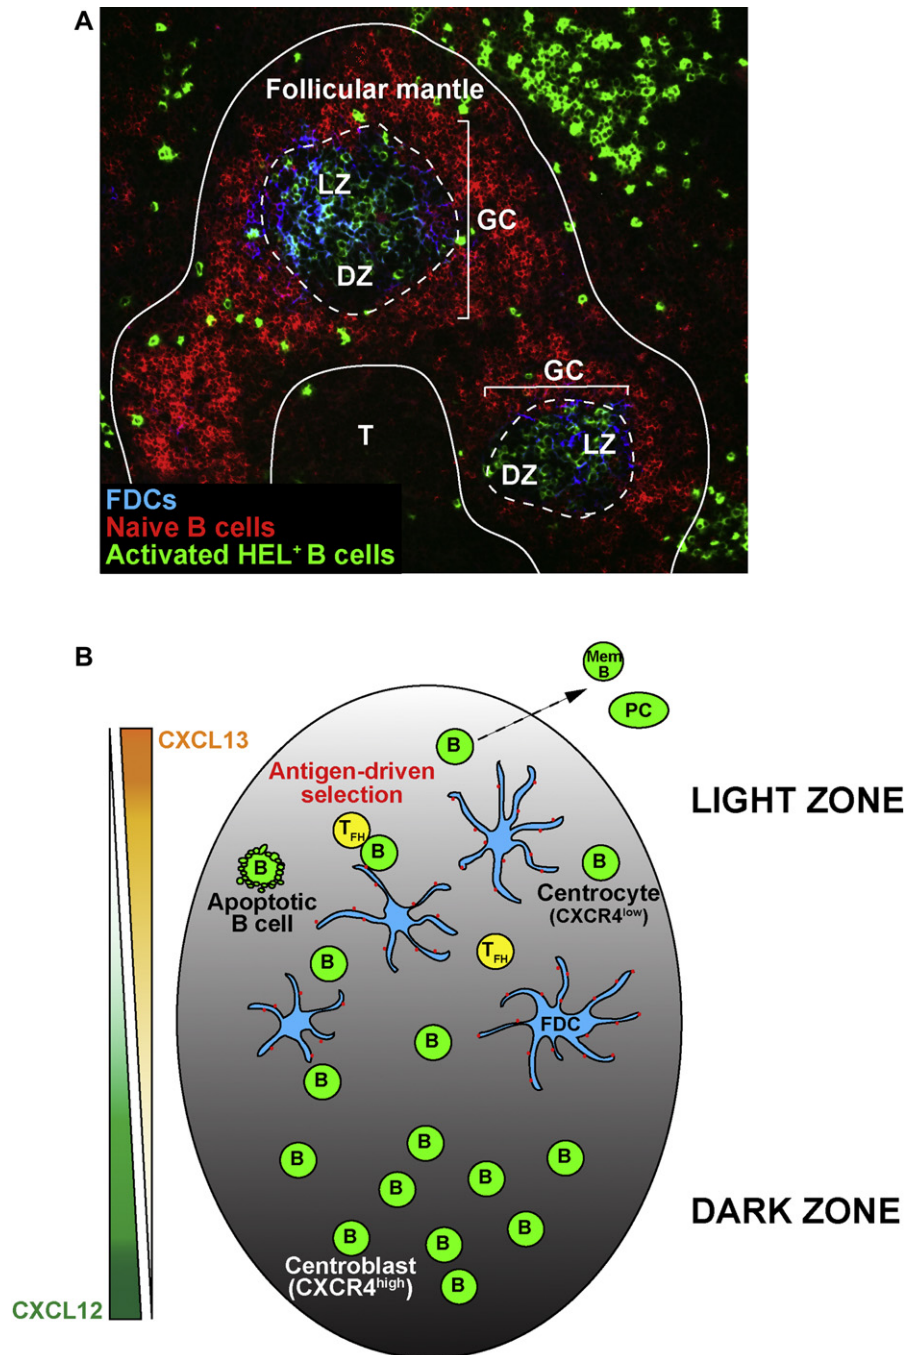 A
Follicular mantle
LZ
GC
DZ
GC
T
LZ
DZ
FDCs
Naive B cells
Activated HEL⁺ B cells
B
Mem
B
PC
CXCL13
B
Antigen-driven
selection
LIGHT ZONE
TFH
B
B
B
Apoptotic
B cell
Centrocyte
(CXCR4low)
TFH
B
FDC
B
B
B
B
B
B
B
DARK ZONE
B
B
B
Centroblast
(CXCR4high)
B
CXCL12